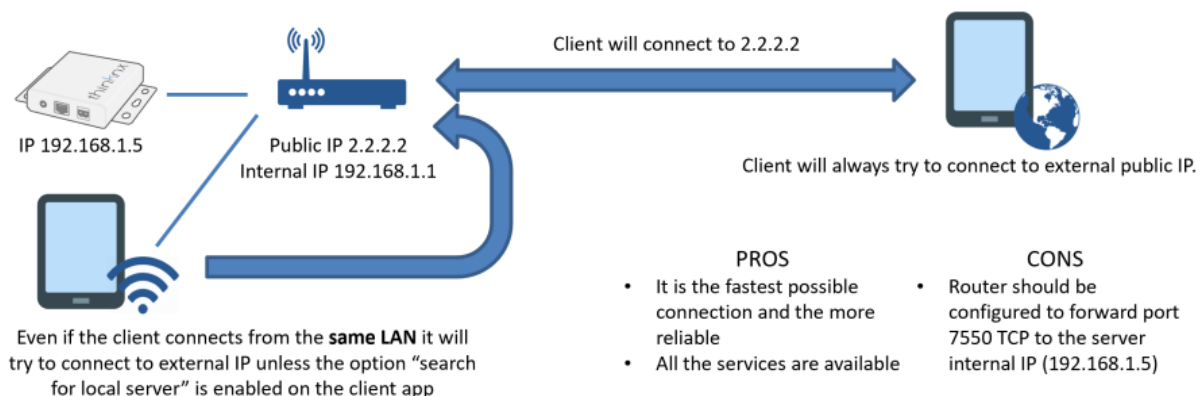 Client will connect to 2.2.2.2
thinknx
IP 192.168.1.5
Public IP 2.2.2.2
Internal IP 192.168.1.1
Client will always try to connect to external public IP.
Even if the client connects from the same LAN it will
try to connect to external IP unless the option “search
for local server” is enabled on the client app
PROS
• It is the fastest possible
connection and the more
reliable
• All the services are available
CONS
• Router should be
configured to forward port
7550 TCP to the server
internal IP (192.168.1.5)